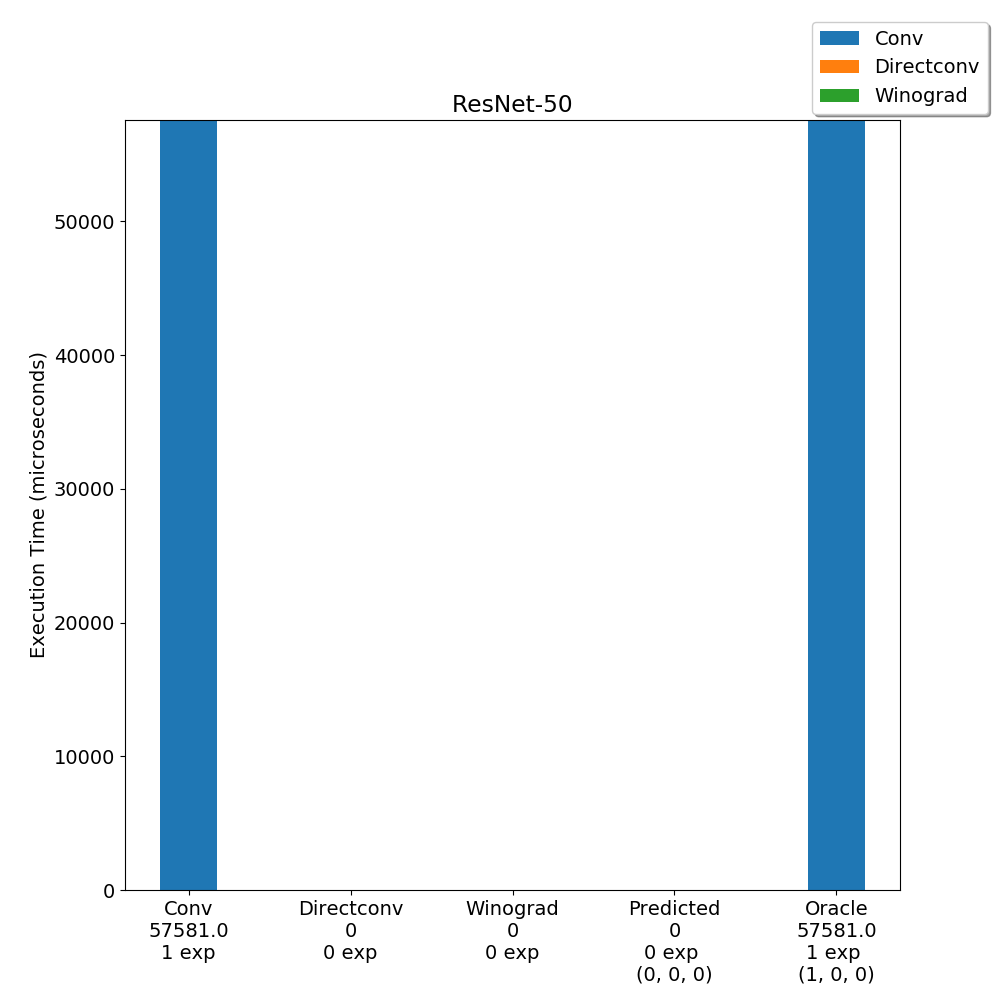 Conv
Directconv
Winograd
ResNet-50
Execution Time (microseconds)
50000
40000
30000
20000
10000
0
Conv
57581.0
1 exp
Directconv
0
0 exp
Winograd
0
0 exp
Predicted
0
0 exp
(0, 0, 0)
Oracle
57581.0
1 exp
(1, 0, 0)